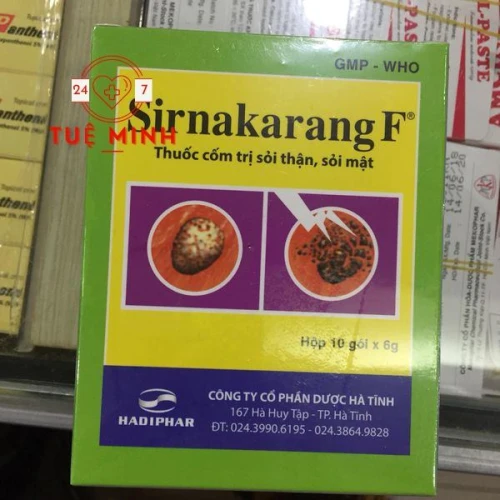 GMP - WHO
24 7
TUỆ MINH
Sirnakarang F®
Thuốc cốm trị sỏi thận, sỏi mật
Hộp 10 gói x 6g
HADIPHAR
CÔNG TY CỔ PHẦN DƯỢC HÀ TĨNH
167 Hà Huy Tập - TP. Hà Tĩnh
ĐT: 024.3990.6195 - 024.3864.9828
L-PASTE